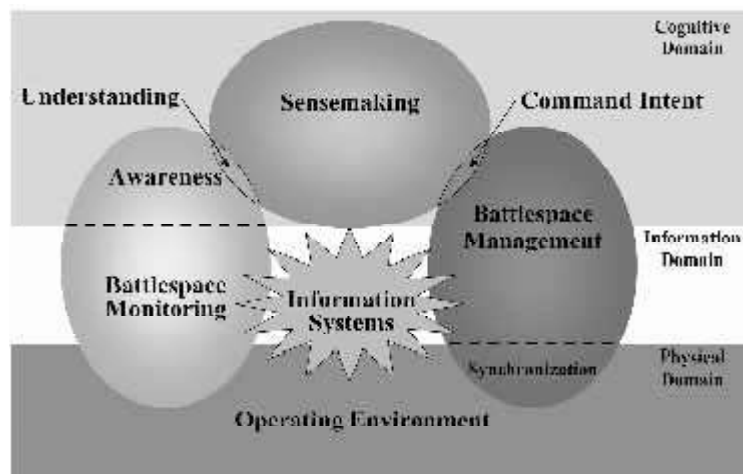 Cognitive
Domain
Understanding
Sensemaking
Command Intent
Awareness
Battlespace
Management
Information
Domain
Battlespace
Monitoring
Information
Systems
Physical
Domain
Synchronization
Operating Environment